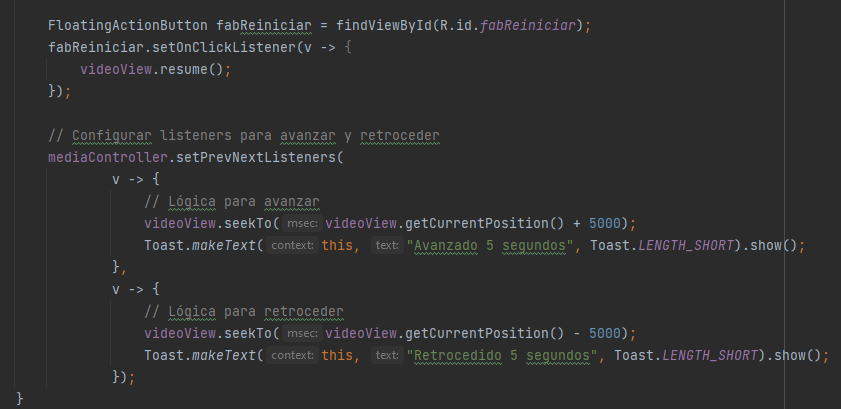 FloatingActionButton fabReiniciar = findViewById(R.id.fabReiniciar);
fabReiniciar.setOnClickListener(v -> {
videoView.resume();
});
// Configurar listeners para avanzar y retroceder
mediaController.setPrevNextListeners(
v -> {
// Lógica para avanzar
videoView.seekTo( msec: videoView.getCurrentPosition() + 5000);
Toast.makeText( context: this, text: "Avanzado 5 segundos", Toast.LENGTH_SHORT).show();
},
v -> {
// Lógica para retroceder
videoView.seekTo( msec: videoView.getCurrentPosition() - 5000);
Toast.makeText( context: this, text: "Retrocedido 5 segundos", Toast.LENGTH_SHORT).show();
});
}